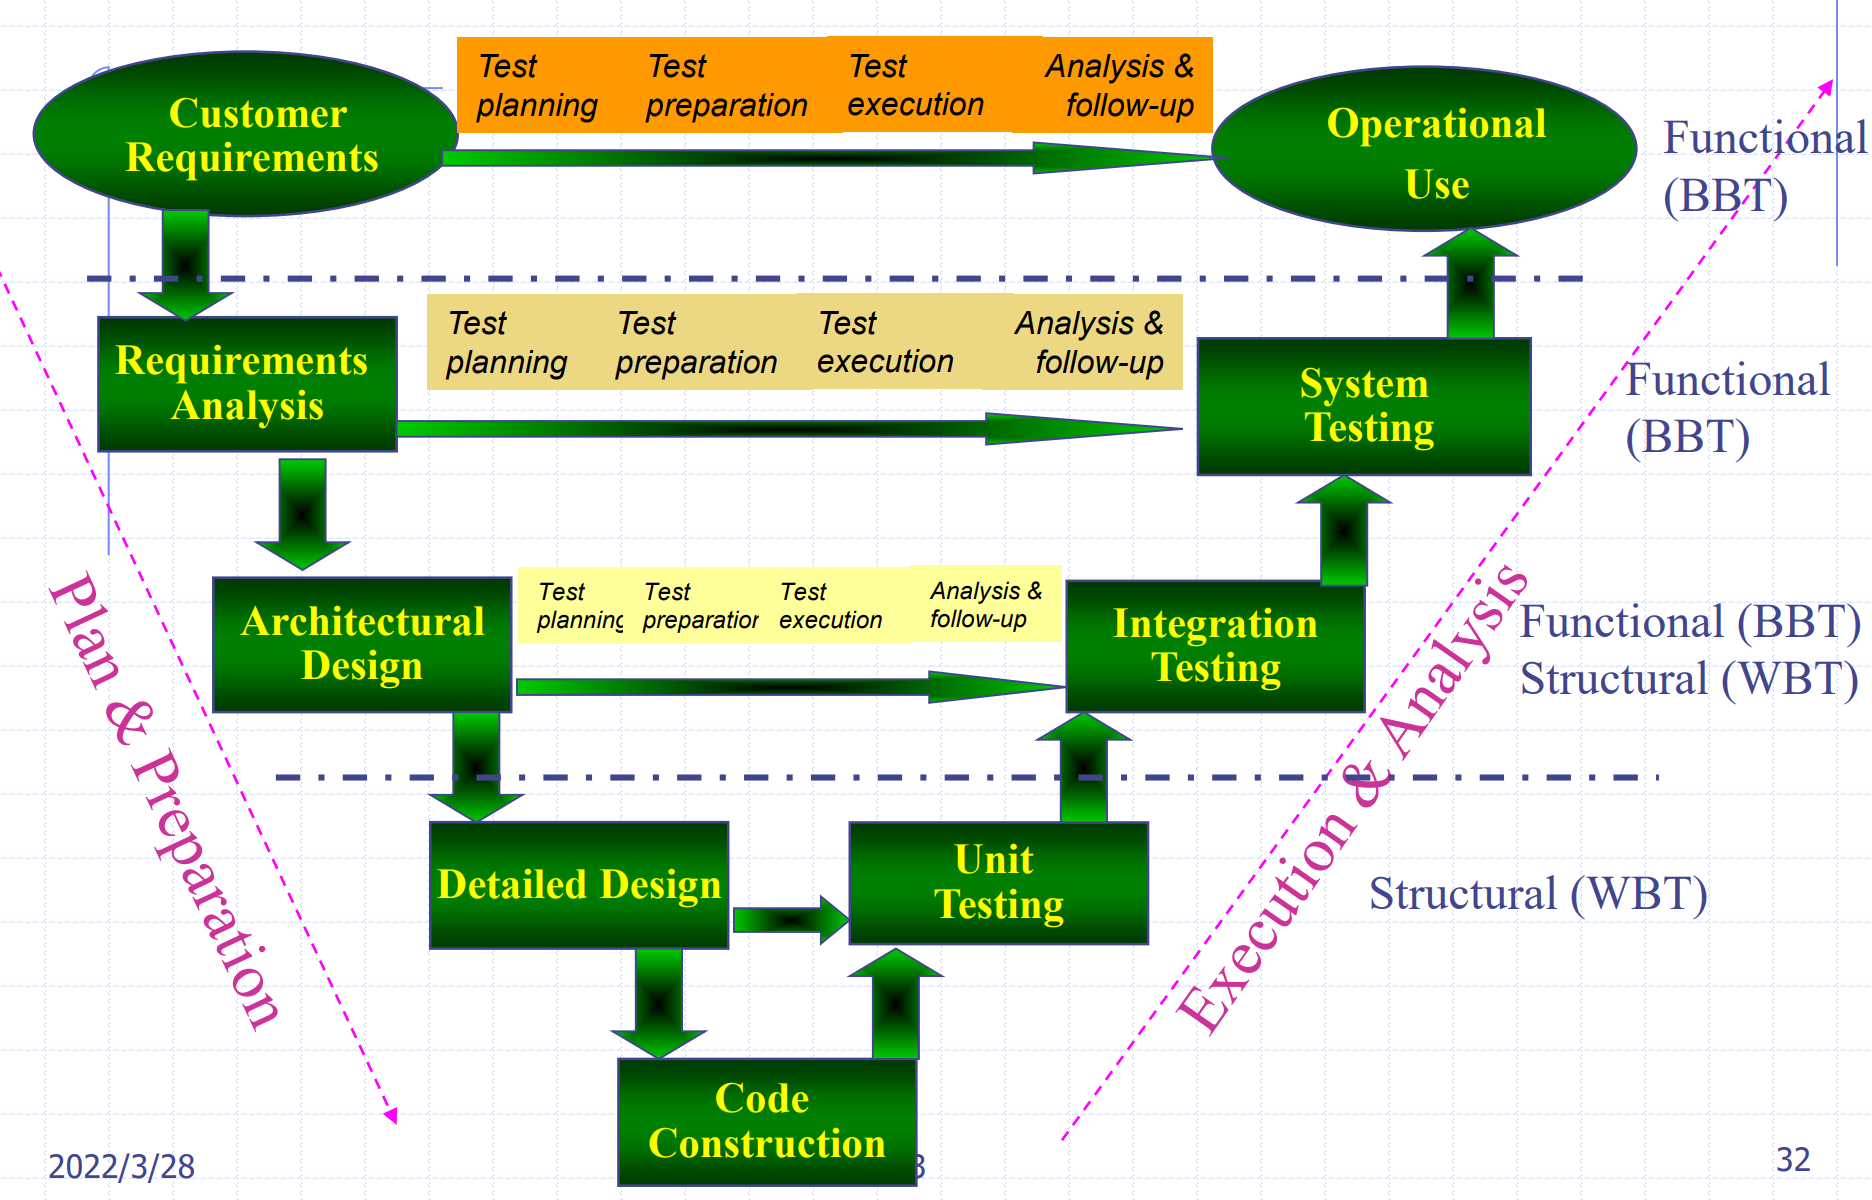 Test
planning
Test
preparation
Test
execution
Analysis &
follow-up
Customer
Requirements
Operational
Use
Functional
(BBT)
Test
planning
Test
preparation
Test
execution
Analysis &
follow-up
Requirements
Analysis
System
Testing
Functional
(BBT)
Test
planning
Test
preparation
Test
execution
Analysis &
follow-up
Architectural
Design
Integration
Testing
Functional (BBT)
Structural (WBT)
Plan & Preparation
Execution & Analysis
Detailed Design
Unit
Testing
Structural (WBT)
Code
Construction
2022/3/28
32